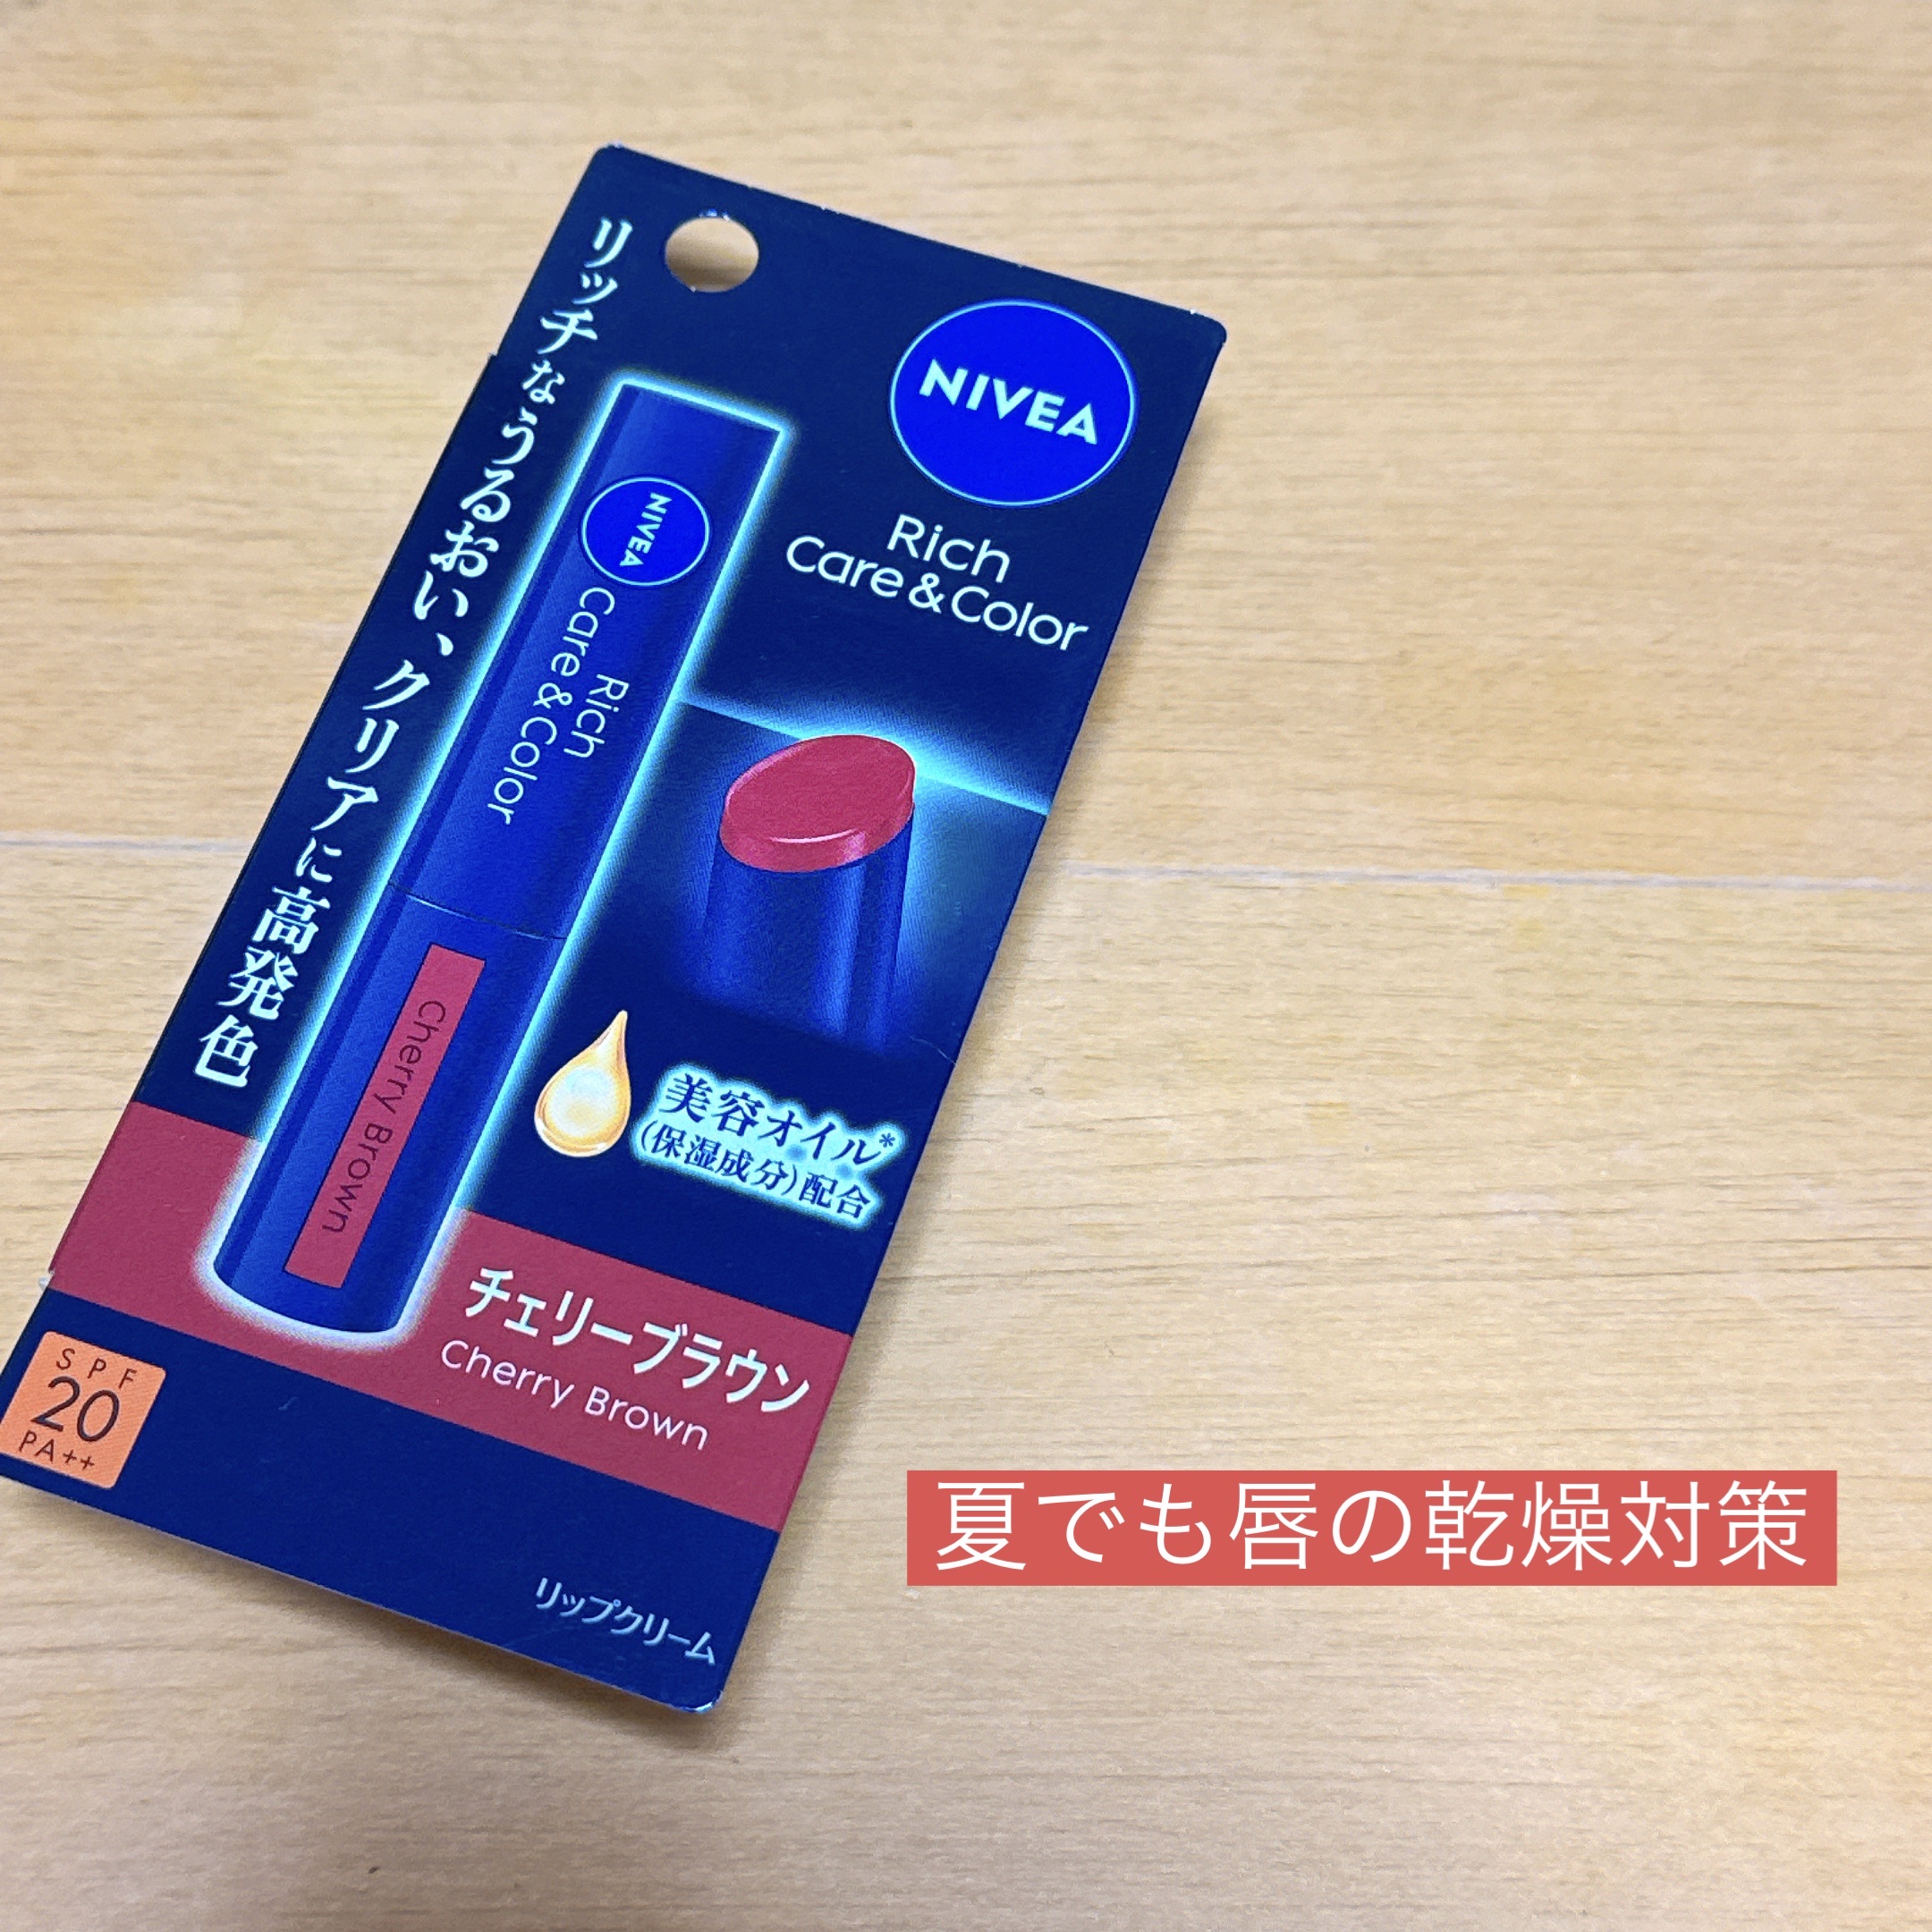 リッチなうるおい、クリアに高発色
NIVEA
Rich
Care&Color
NIVEA
Rich
Care&Color
Cherry Brown
美容オイル*
(保湿成分)配合
チェリーブラウン
Cherry Brown
SPF
20
PA++
リップクリーム
夏でも唇の乾燥対策